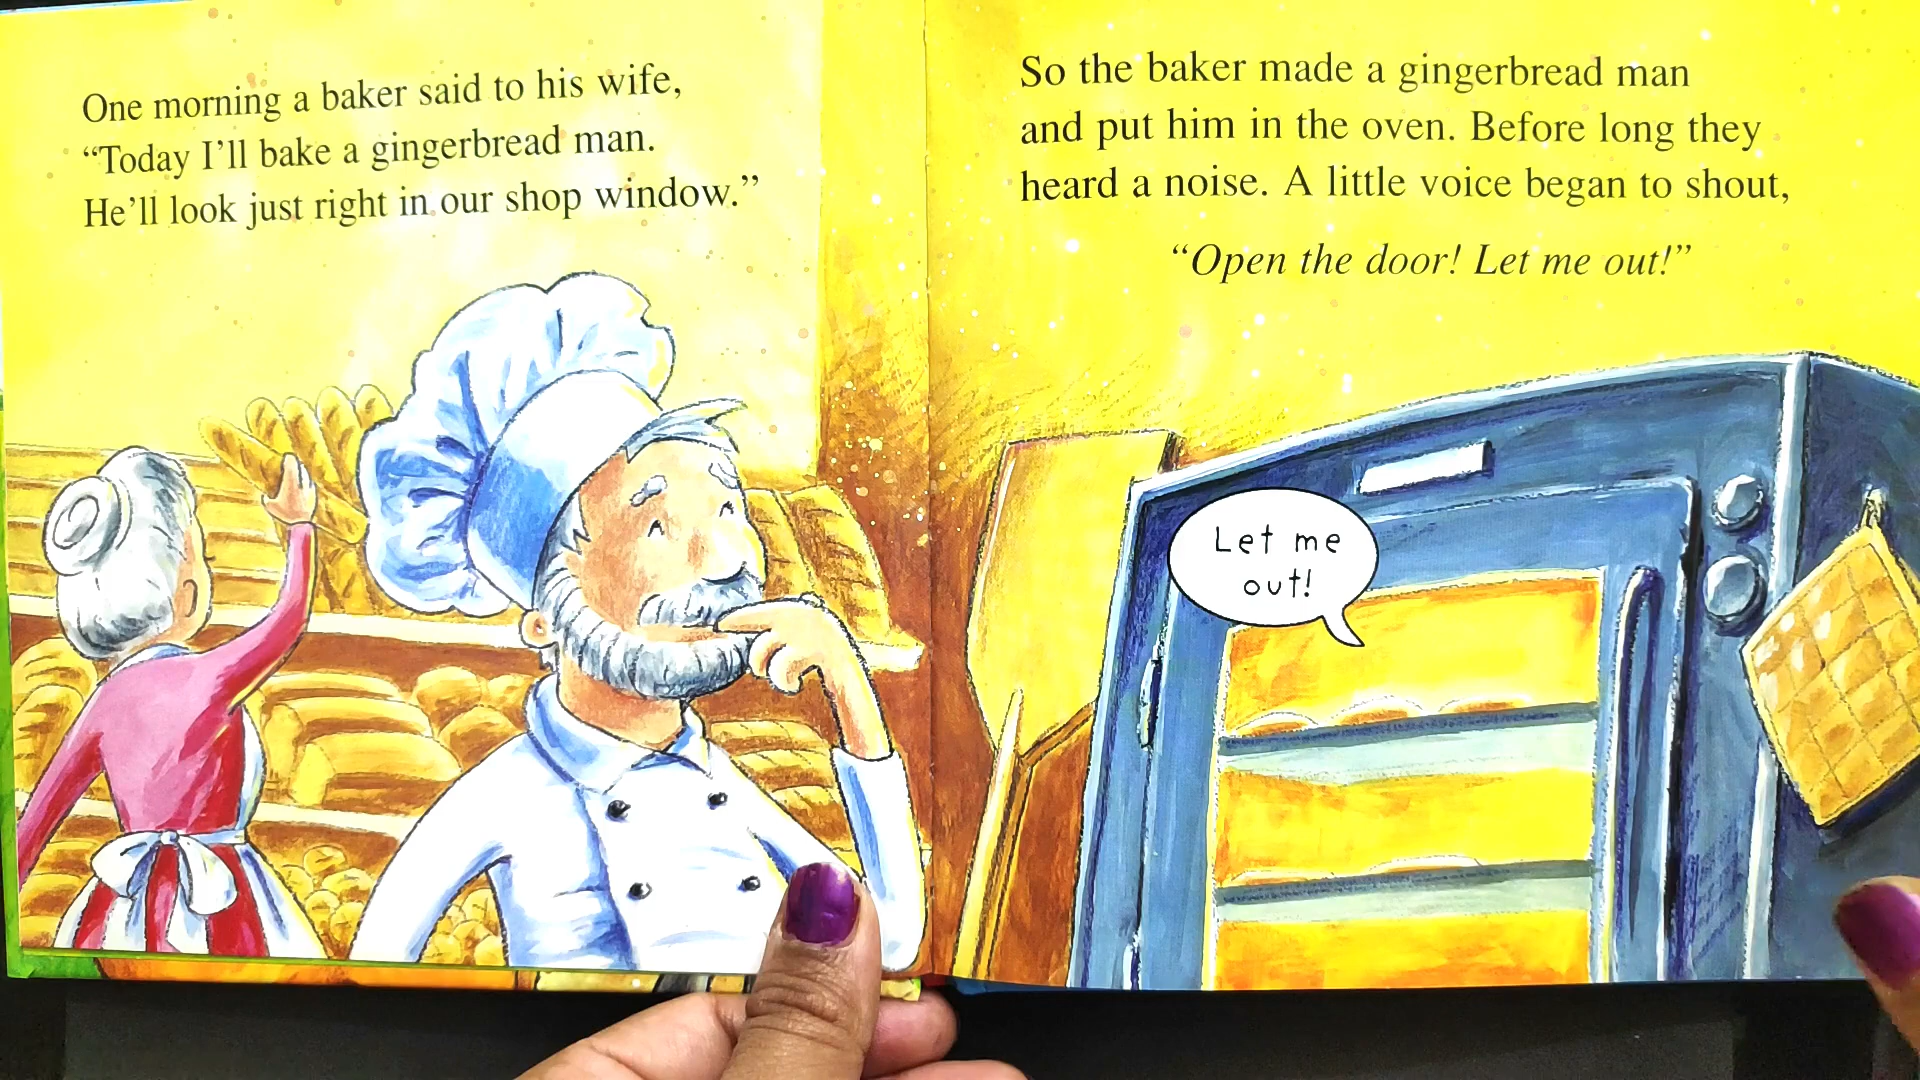 One morning a baker said to his wife,
“Today I’ll bake a gingerbread man.
He’ll look just right in our shop window.”
So the baker made a gingerbread man
and put him in the oven. Before long they
heard a noise. A little voice began to shout,
“Open the door! Let me out!”
Let me
out!